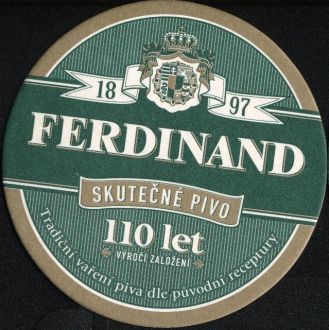 18 97
FERDINAND
SKUTEČNÉ PIVO
110 let
VÝROČÍ ZALOŽENÍ
Tradiční vaření piva dle původní receptury